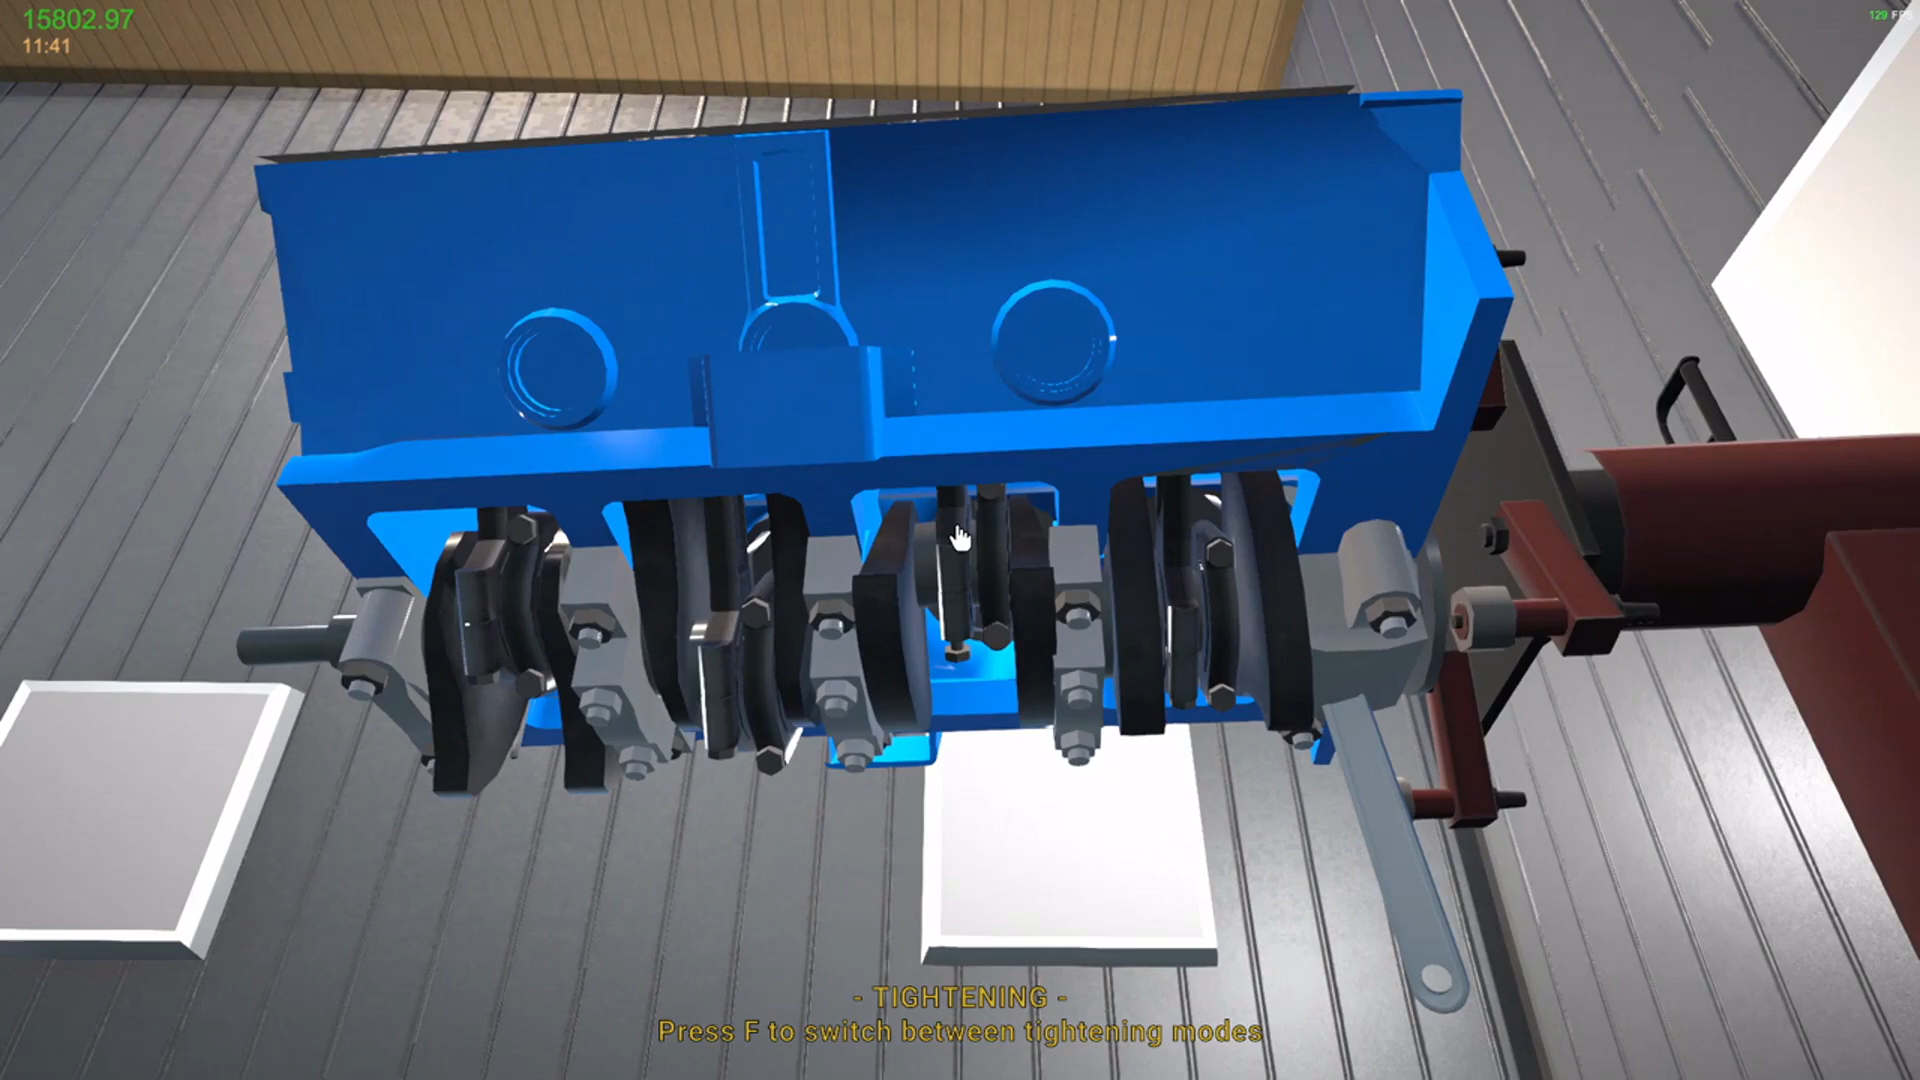 15802.97
129 FPS
11:41
- TIGHTENING -
Press F to switch between tightening modes